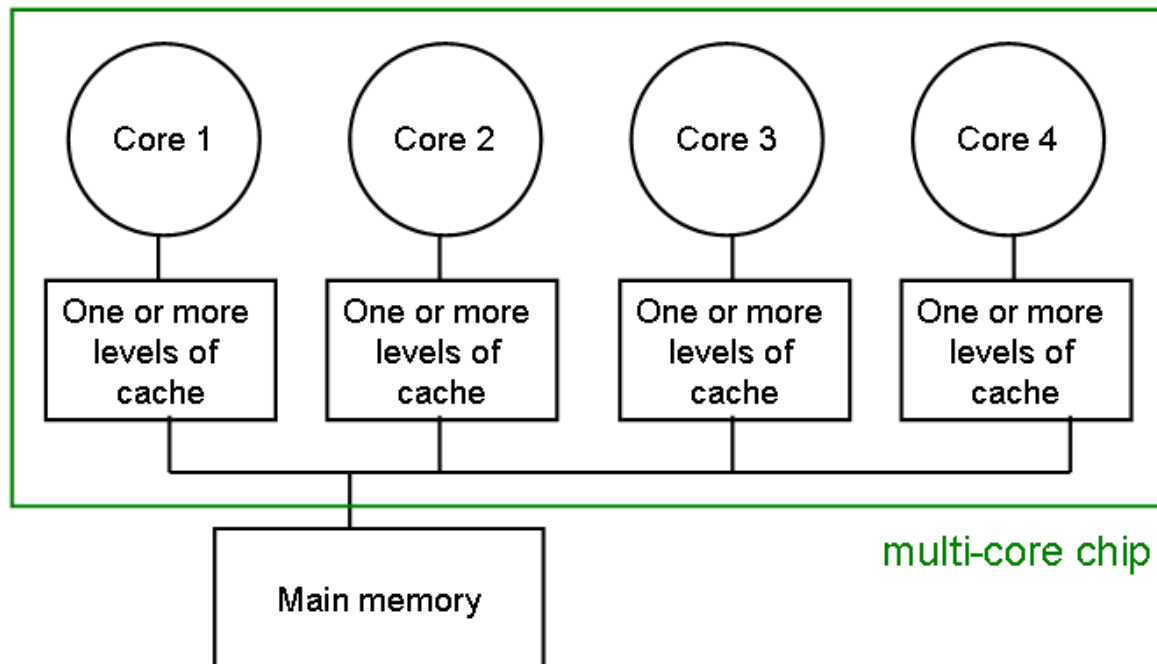 Core 1
Core 2
Core 3
Core 4
One or more
levels of
cache
One or more
levels of
cache
One or more
levels of
cache
One or more
levels of
cache
multi-core chip
Main memory